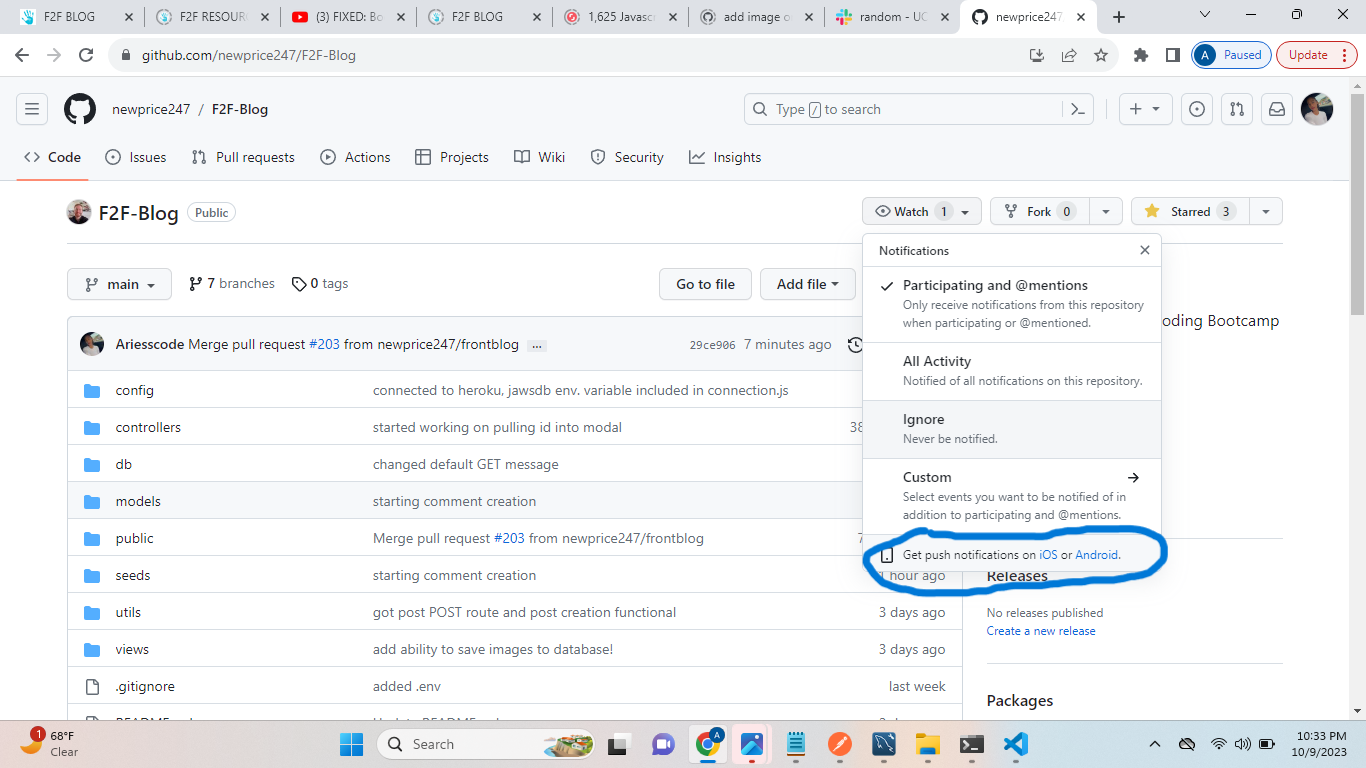 F2F BLOG
F2F RESOUR
(3) FIXED: Bo
F2F BLOG
1,625 Javasc
add image o
random - UC
newprice247
github.com/newprice247/F2F-Blog
A Paused
Update
newprice247 / F2F-Blog
Type / to search
Code
Issues
Pull requests
Actions
Projects
Wiki
Security
Insights
F2F-Blog Public
Watch 1
Fork 0
Starred 3
main
7 branches
0 tags
Go to file
Add file
Notifications
Participating and @mentions
Only receive notifications from this repository
when participating or @mentioned.
All Activity
Notified of all notifications on this repository.
Ignore
Never be notified.
Custom
Select events you want to be notified of in
addition to participating and @mentions.
Get push notifications on iOS or Android.
oding Bootcamp
Ariesscode Merge pull request #203 from newprice247/frontblog ...
29ce906 7 minutes ago
config connected to heroku, jawsdb env. variable included in connection.js
controllers started working on pulling id into modal 38
db changed default GET message
models starting comment creation
public Merge pull request #203 from newprice247/frontblog 7
seeds starting comment creation 1 hour ago
utils got post POST route and post creation functional 3 days ago
views add ability to save images to database! 3 days ago
.gitignore added .env last week
Releases
No releases published
Create a new release
Packages
1
68°F
Clear
Search
A
10:33 PM
10/9/2023